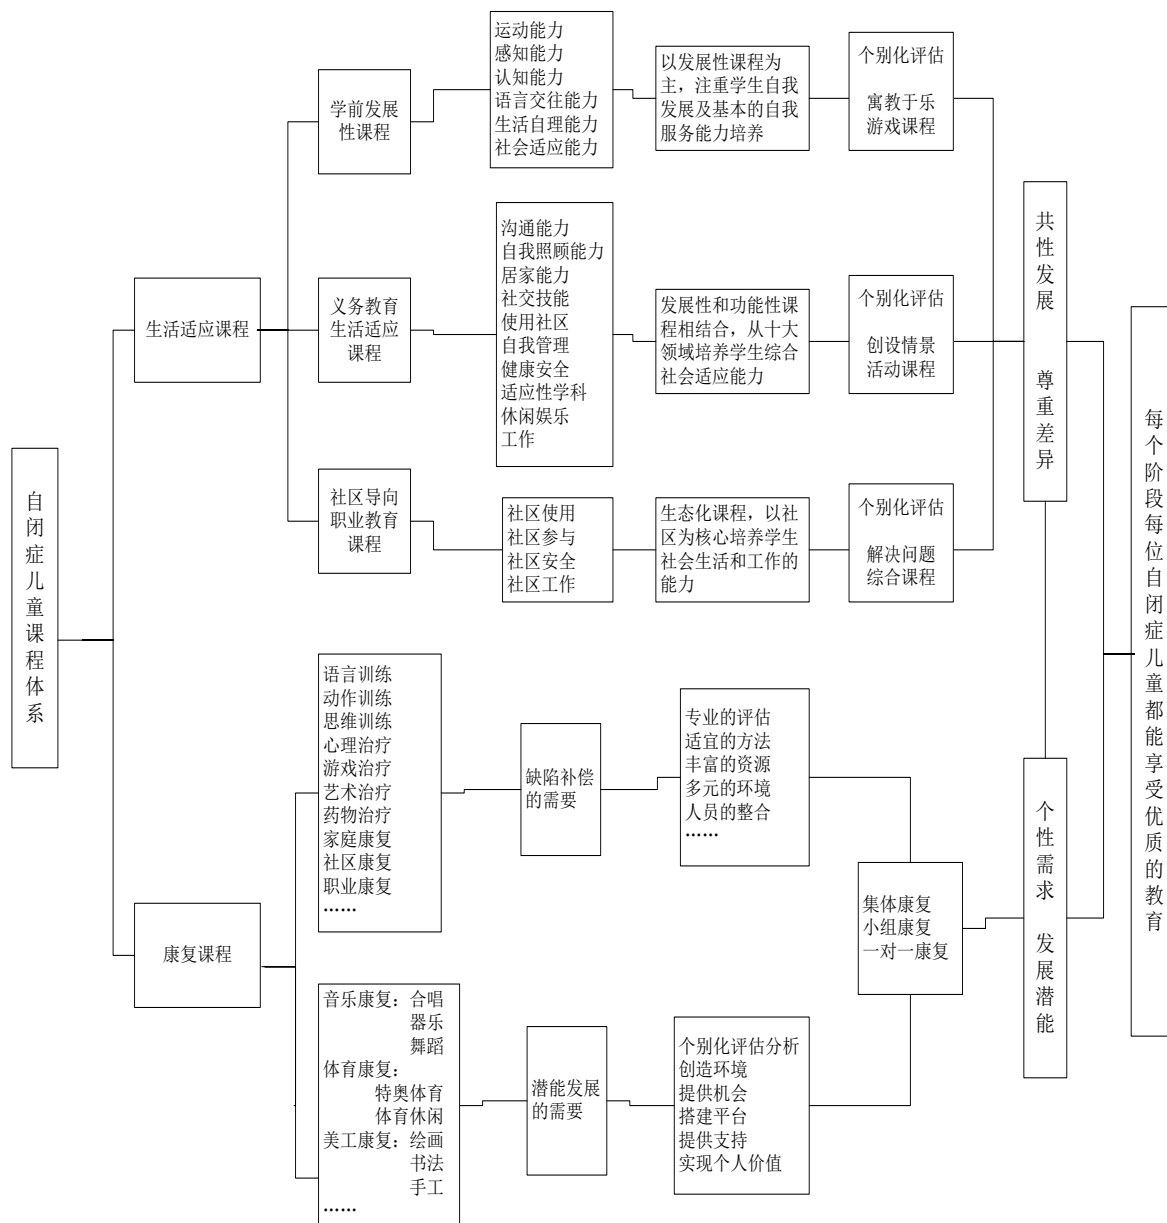 自闭症儿童课程体系
生活适应课程
学前发展
性课程
运动能力
感知能力
认知能力
语言交往能力
生活自理能力
社会适应能力
以发展性课程为
主，注重学生自我
发展及基本的自我
服务能力培养
个别化评估
寓教于乐
游戏课程
义务教育
生活适应
课程
沟通能力
自我照顾能力
居家能力
社交技能
使用社区
自我管理
健康安全
适应性学科
休闲娱乐
工作
发展性和功能性课
程相结合，从十大
领域培养学生综合
社会适应能力
个别化评估
创设情景
活动课程
社区导向
职业教育
课程
社区使用
社区参与
社区安全
社区工作
生态化课程，以社
区为核心培养学生
社会生活和工作的
能力
个别化评估
解决问题
综合课程
共性发展 尊重差异
康复课程
语言训练
动作训练
思维训练
心理治疗
游戏治疗
艺术治疗
药物治疗
家庭康复
社区康复
职业康复
……
缺陷补偿
的需要
专业的评估
适宜的方法
丰富的资源
多元的环境
人员的整合
……
音乐康复：合唱
器乐
舞蹈
体育康复：
特奥体育
体育休闲
美工康复：绘画
书法
手工
……
潜能发展
的需要
个别化评估分析
创造环境
提供机会
搭建平台
提供支持
实现个人价值
集体康复
小组康复
一对一康复
个性需求 发展潜能
每个阶段每位自闭症儿童都能享受优质的教育